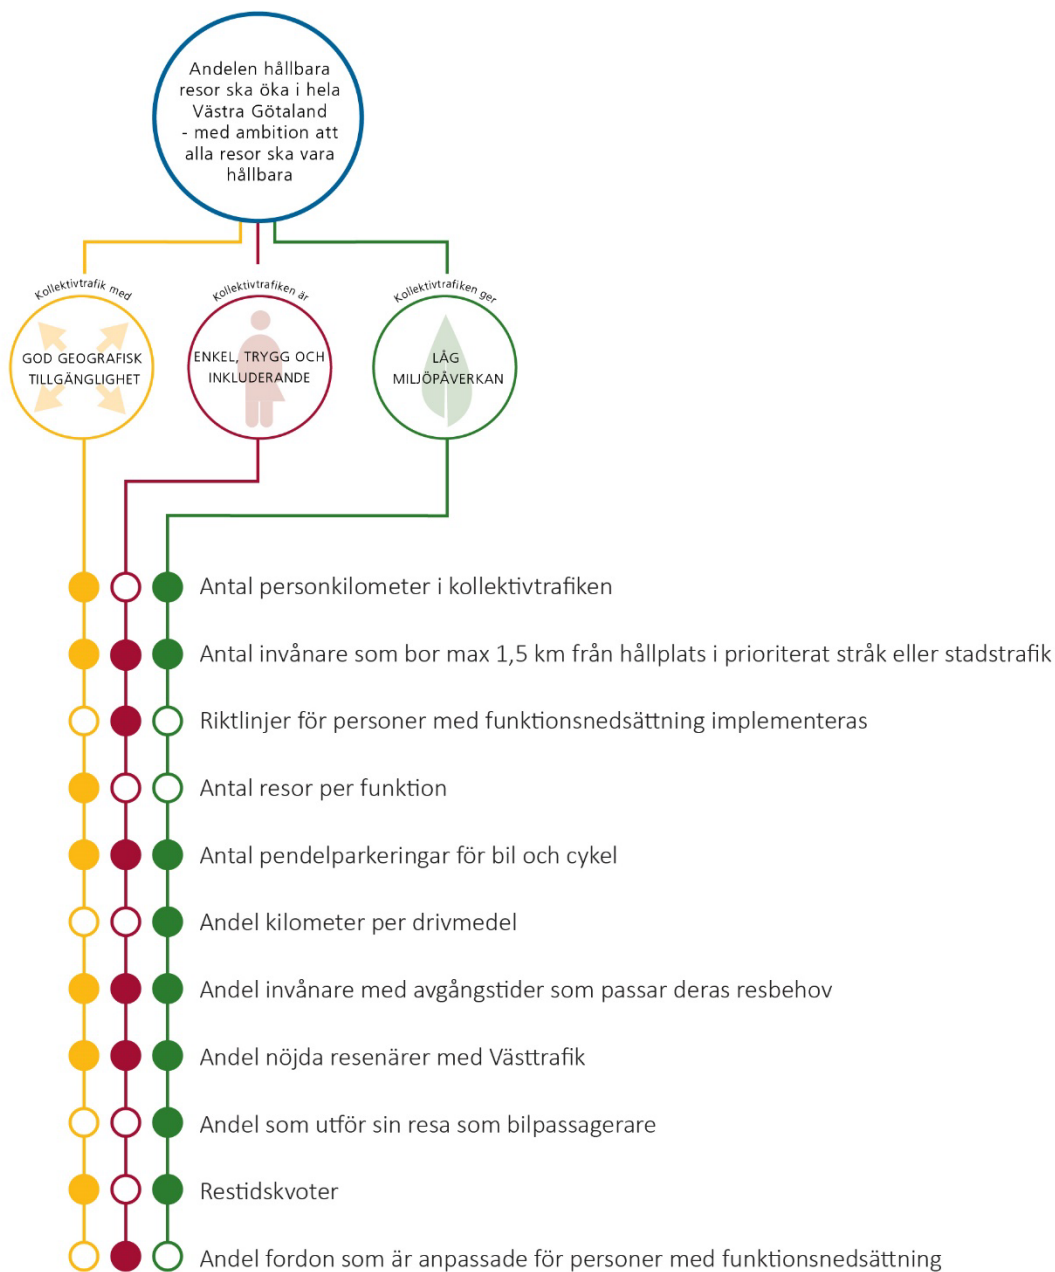 Andelen hållbara
resor ska öka i hela
Västra Götaland
- med ambition att
alla resor ska vara
hållbara
Kollektivtrafik med
GOD GEOGRAFISK
TILLGÄNGLIGHET
Kollektivtrafiken är
ENKEL, TRYGG OCH
INKLUDERANDE
Kollektivtrafiken ger
LÅG
MILJÖPÅVERKAN
Antal personkilometer i kollektivtrafiken
Antal invånare som bor max 1,5 km från hållplats i prioriterat stråk eller stadstrafik
Riktlinjer för personer med funktionsnedsättning implementeras
Antal resor per funktion
Antal pendelparkeringar för bil och cykel
Andel kilometer per drivmedel
Andel invånare med avgångstider som passar deras resbehov
Andel nöjda resenärer med Västtrafik
Andel som utför sin resa som bilpassagerare
Restidskvoter
Andel fordon som är anpassade för personer med funktionsnedsättning